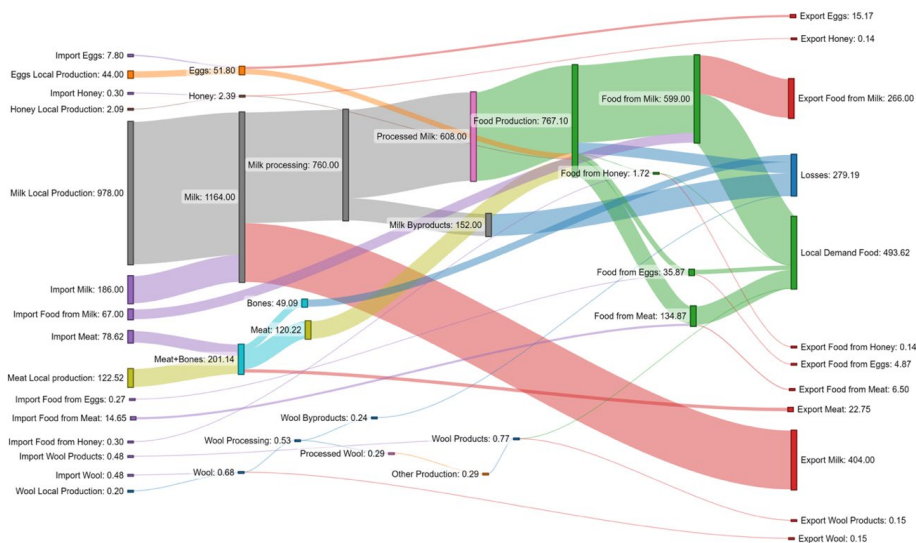 Export Eggs: 15.17
Export Honey: 0.14
Import Eggs: 7.80
Eggs: 51.80
Eggs Local Production: 44.00
Import Honey: 0.30
Honey: 2.39
Honey Local Production: 2.09
Food from Milk: 599.00
Export Food from Milk: 266.00
Food Production: 767.10
Processed Milk: 608.00
Milk processing: 760.00
Food from Honey: 1.72
Losses: 279.19
Milk Local Production: 978.00
Milk: 1164.00
Milk Byproducts: 152.00
Local Demand Food: 493.62
Food from Eggs: 35.87
Import Milk: 186.00
Bones: 49.09
Import Food from Milk: 67.00
Food from Meat: 134.87
Meat: 120.22
Import Meat: 78.62
Export Food from Honey: 0.14
Meat+Bones: 201.14
Export Food from Eggs: 4.87
Meat Local production: 122.52
Export Food from Meat: 6.50
Import Food from Eggs: 0.27
Export Meat: 22.75
Import Food from Meat: 14.65
Wool Byproducts: 0.24
Wool Products: 0.77
Import Food from Honey: 0.30
Wool Processing: 0.53
Processed Wool: 0.29
Import Wool Products: 0.48
Export Milk: 404.00
Import Wool: 0.48
Wool: 0.68
Other Production: 0.29
Wool Local Production: 0.20
Export Wool Products: 0.15
Export Wool: 0.15